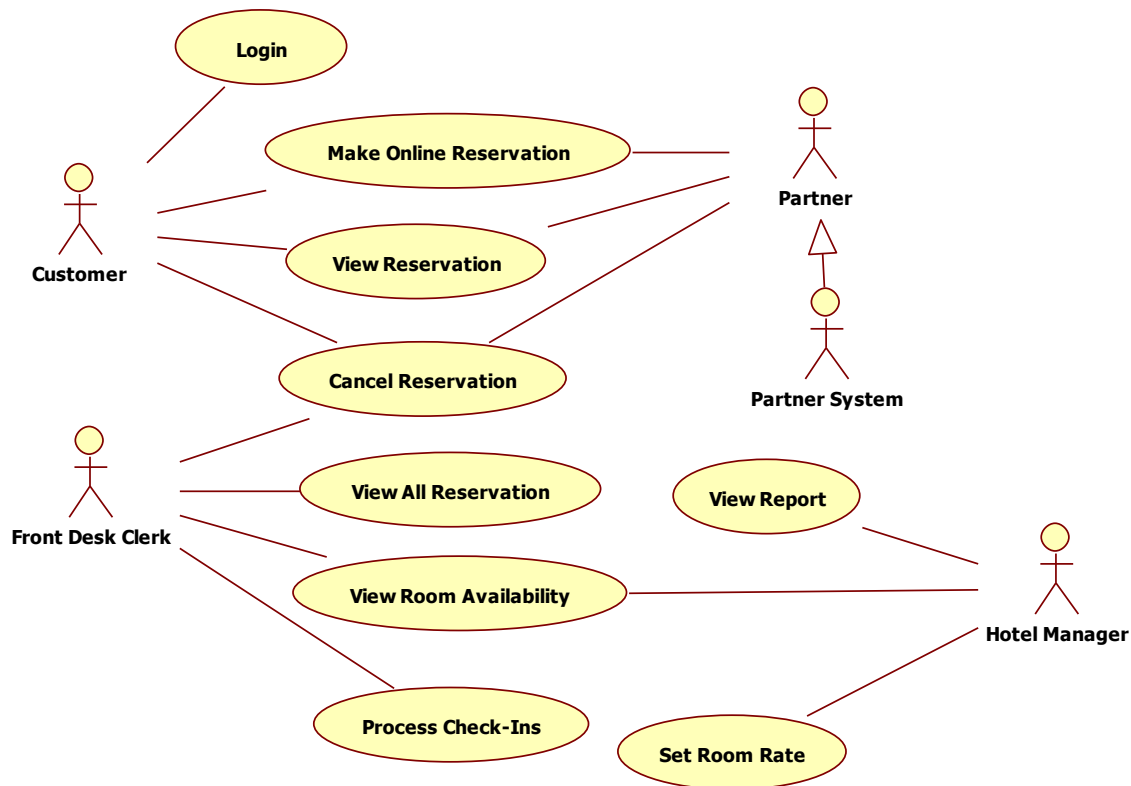 Login
Make Online Reservation
Partner
Customer
View Reservation
Cancel Reservation
Partner System
View All Reservation
View Report
Front Desk Clerk
View Room Availability
Hotel Manager
Process Check-Ins
Set Room Rate